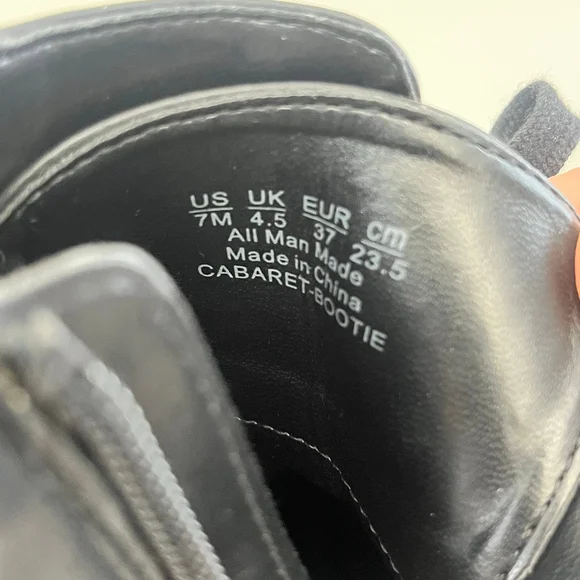 US UK EUR cm
7M 4.5 37 23.5
All Man Made
Made in China
CABARET-BOOTIE